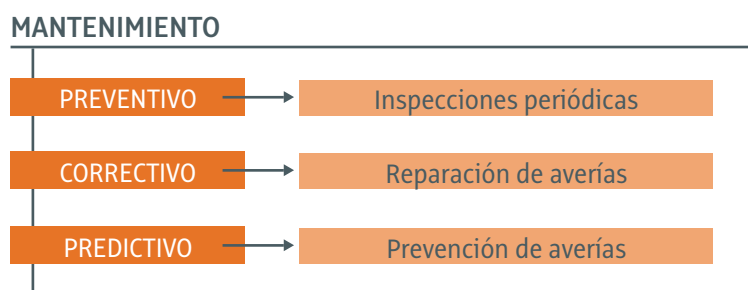 MANTENIMIENTO
PREVENTIVO
Inspecciones periódicas
CORRECTIVO
Reparación de averías
PREDICTIVO
Prevención de averías